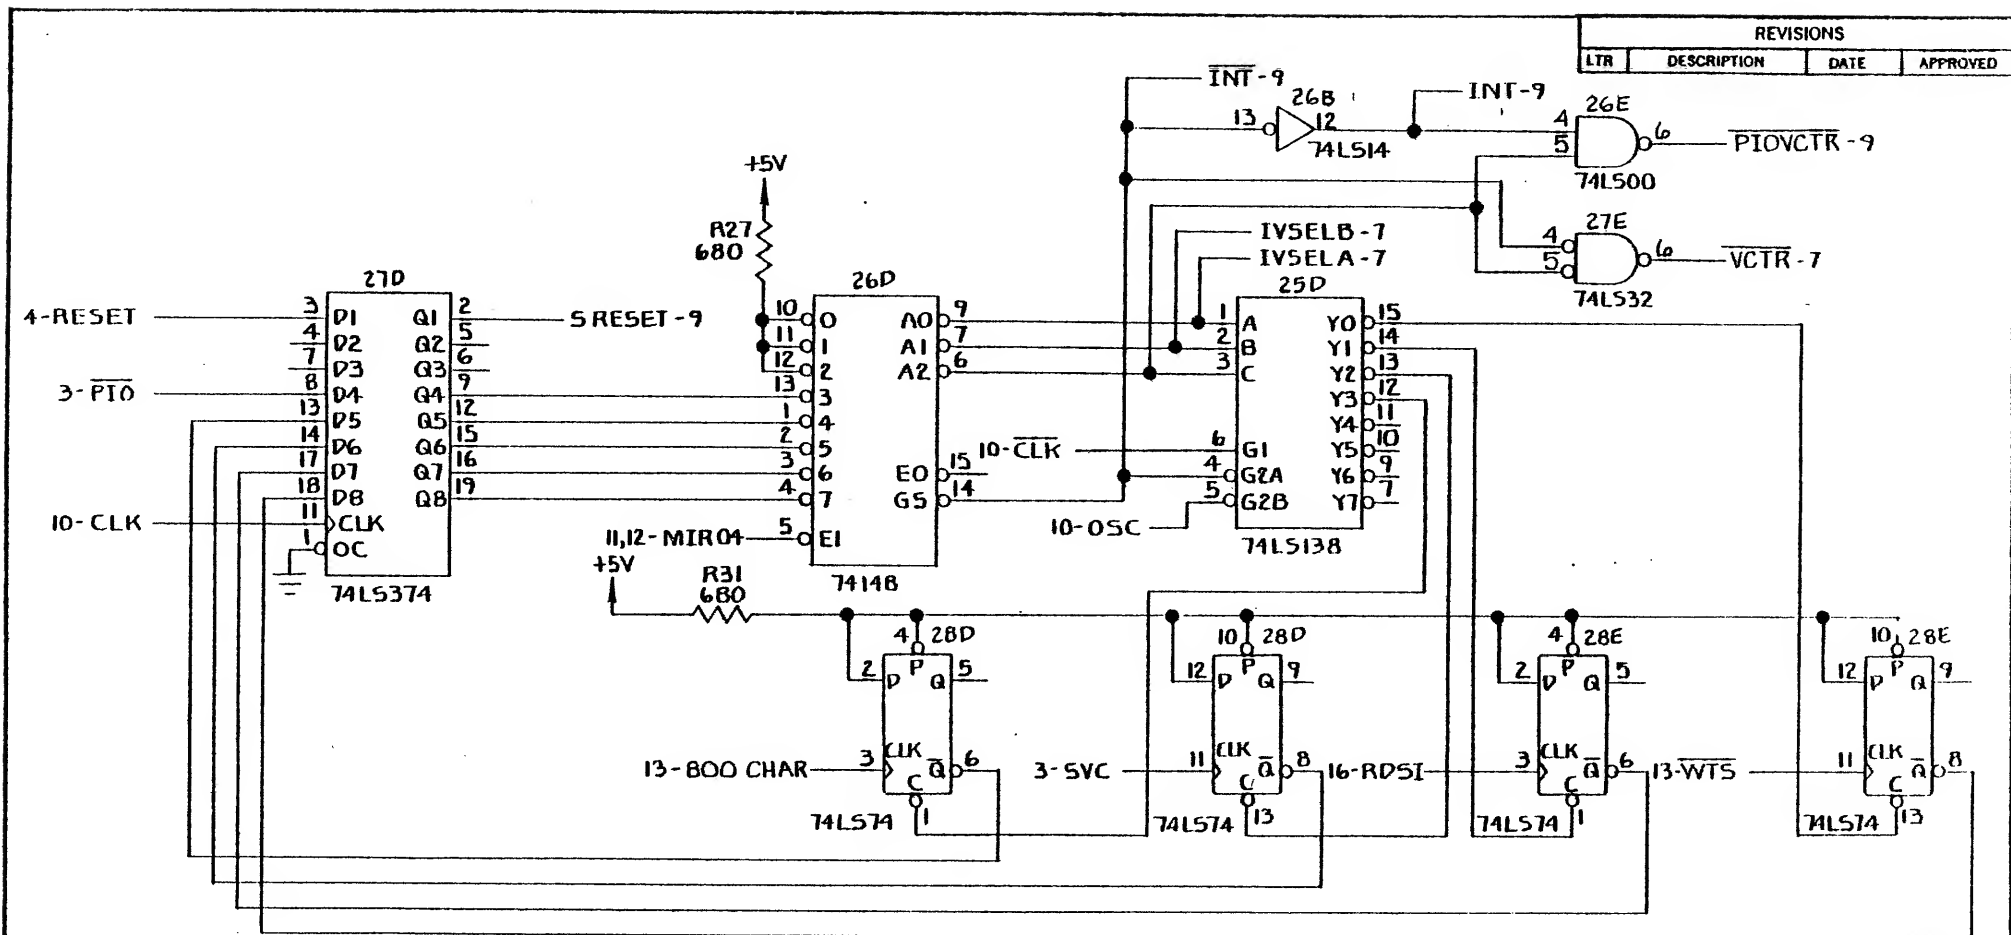 REVISIONS
LTR DESCRIPTION DATE APPROVED
INT-9
26B
INT-9
26E
13 12
4
5
6
PIOVCTR-9
74LS14
74LS00
+5V
R27
680
27E
4
5
6
VCTR-7
74LS32
IVSELB-7
IVSELA-7
27D
26D
25D
4-RESET 3 D1 Q1 2 SRESET-9
4 D2 Q2 5
7 D3 Q3 6
3-PIO 8 D4 Q4 9
13 D5 Q5 12
14 D6 Q6 15
17 D7 Q7 16
18 D8 Q8 19
10-CLK 11 CLK
1 OC
74LS374
10 0 A0 9
11 1 A1 7
12 2 A2 6
13 3
1 4
2 5
3 6 EO 15
4 7 GS 14
11,12-MIR04 5 EI
74148
1 A Y0 15
2 B Y1 14
3 C Y2 13
Y3 12
Y4 11
10-CLK 6 G1 Y5 10
4 G2A Y6 9
10-OSC 5 G2B Y7 7
74LS138
+5V
R31
680
4 28D
2 D P Q 5
13-800 CHAR 3 CLK Q 6
C
74LS74 1
10 28D
12 D P Q 9
3-SVC 11 CLK Q 8
C
74LS74 13
4 28E
2 D P Q 5
16-RDSI 3 CLK Q 6
C
74LS74 1
10 28E
12 D P Q 9
13-WTS 11 CLK Q 8
C
74LS74 13